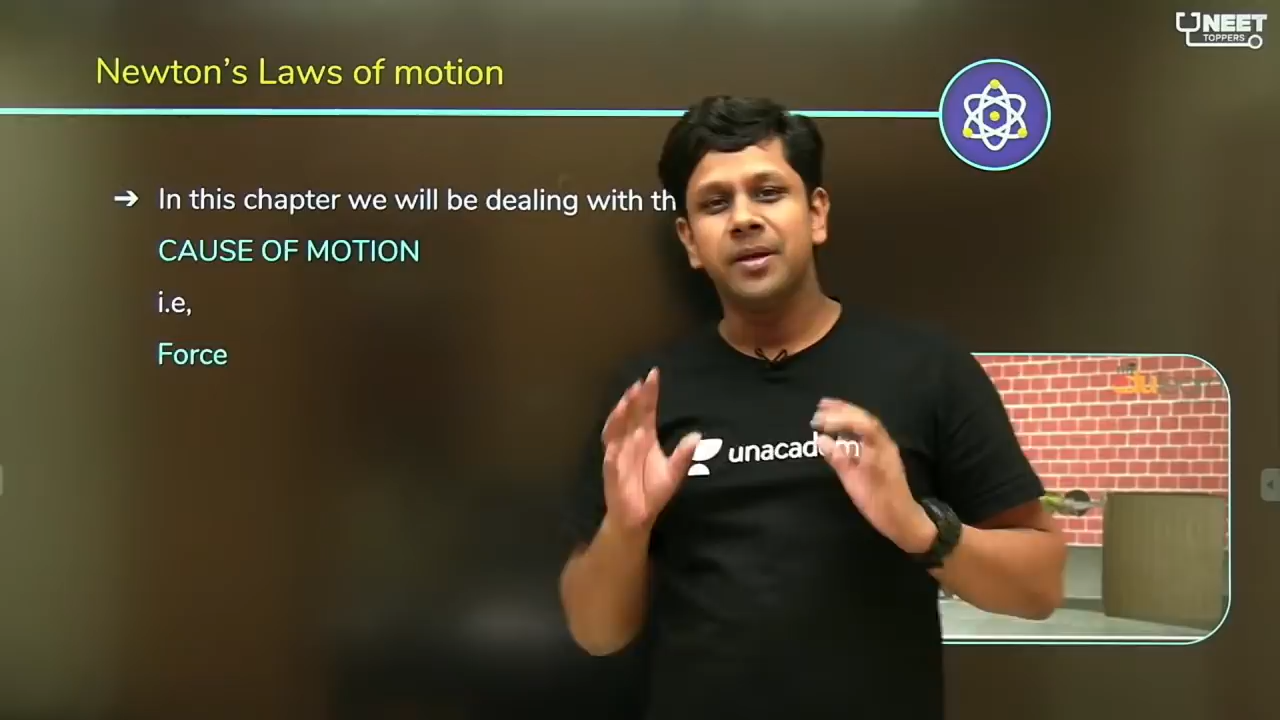 NEET
TOPPERS
Newton's Laws of motion
➔ In this chapter we will be dealing with th
CAUSE OF MOTION
i.e,
Force
unacadem